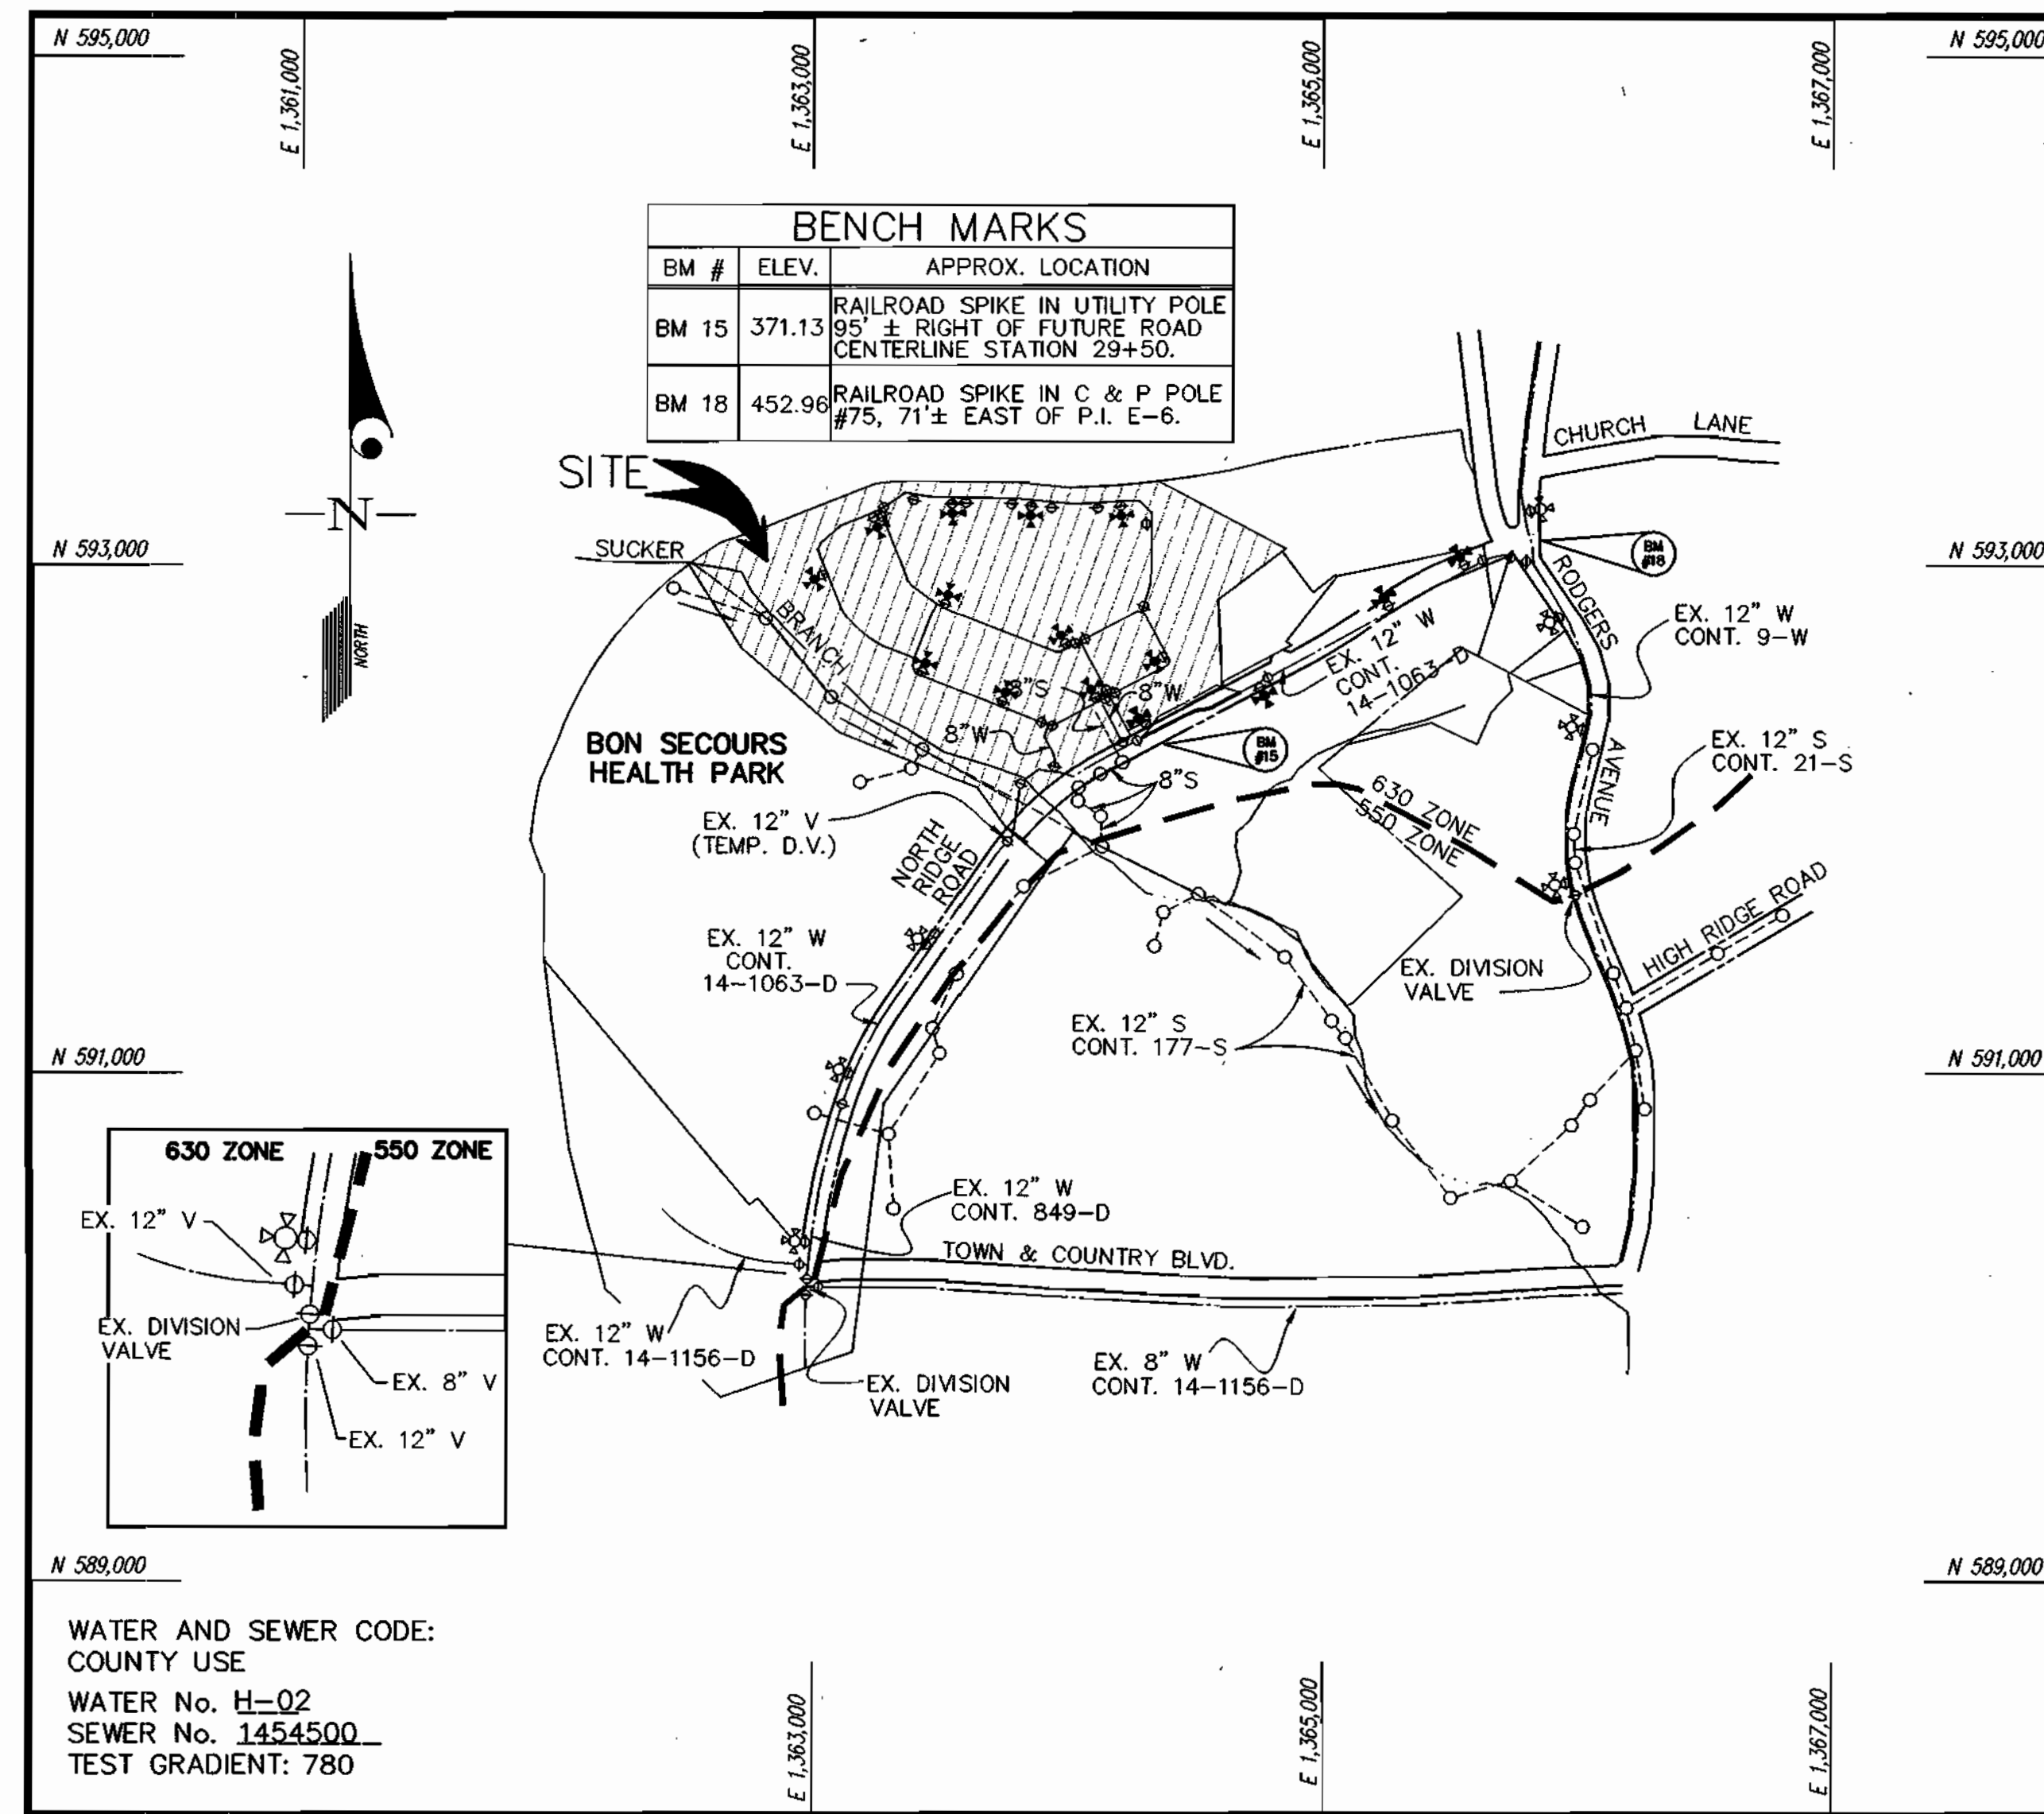 N 595,000
E 1,361,000
E 1,363,000
E 1,365,000
E 1,367,000
N 595,000
BENCH MARKS
BM # ELEV. APPROX. LOCATION
BM 15 371.13 RAILROAD SPIKE IN UTILITY POLE
95' ± RIGHT OF FUTURE ROAD
CENTERLINE STATION 29+50.
BM 18 452.96 RAILROAD SPIKE IN C & P POLE
#75, 71'± EAST OF P.I. E-6.
N
NORTH
SITE
CHURCH LANE
N 593,000
SUCKER
BRANCH
BM
#18
N 593,000
RODGERS
AVENUE
EX. 12" W
CONT. 9-W
EX. 12" W
CONT.
14-1063-D
8"S
8"W
8"W
BM
#15
8"S
BON SECOURS
HEALTH PARK
EX. 12" V
(TEMP. D.V.)
NORTH
RIDGE
ROAD
EX. 12" S
CONT. 21-S
630 ZONE
550 ZONE
HIGH RIDGE ROAD
EX. 12" W
CONT.
14-1063-D
EX. DIVISION
VALVE
EX. 12" S
CONT. 177-S
N 591,000
N 591,000
630 ZONE 550 ZONE
EX. 12" V
EX. DIVISION
VALVE
EX. 8" V
EX. 12" V
EX. 12" W
CONT. 849-D
TOWN & COUNTRY BLVD.
EX. 12" W
CONT. 14-1156-D
EX. DIVISION
VALVE
EX. 8" W
CONT. 14-1156-D
N 589,000
N 589,000
WATER AND SEWER CODE:
COUNTY USE
WATER No. H-02
SEWER No. 1454500
TEST GRADIENT: 780
E 1,363,000
E 1,365,000
E 1,367,000